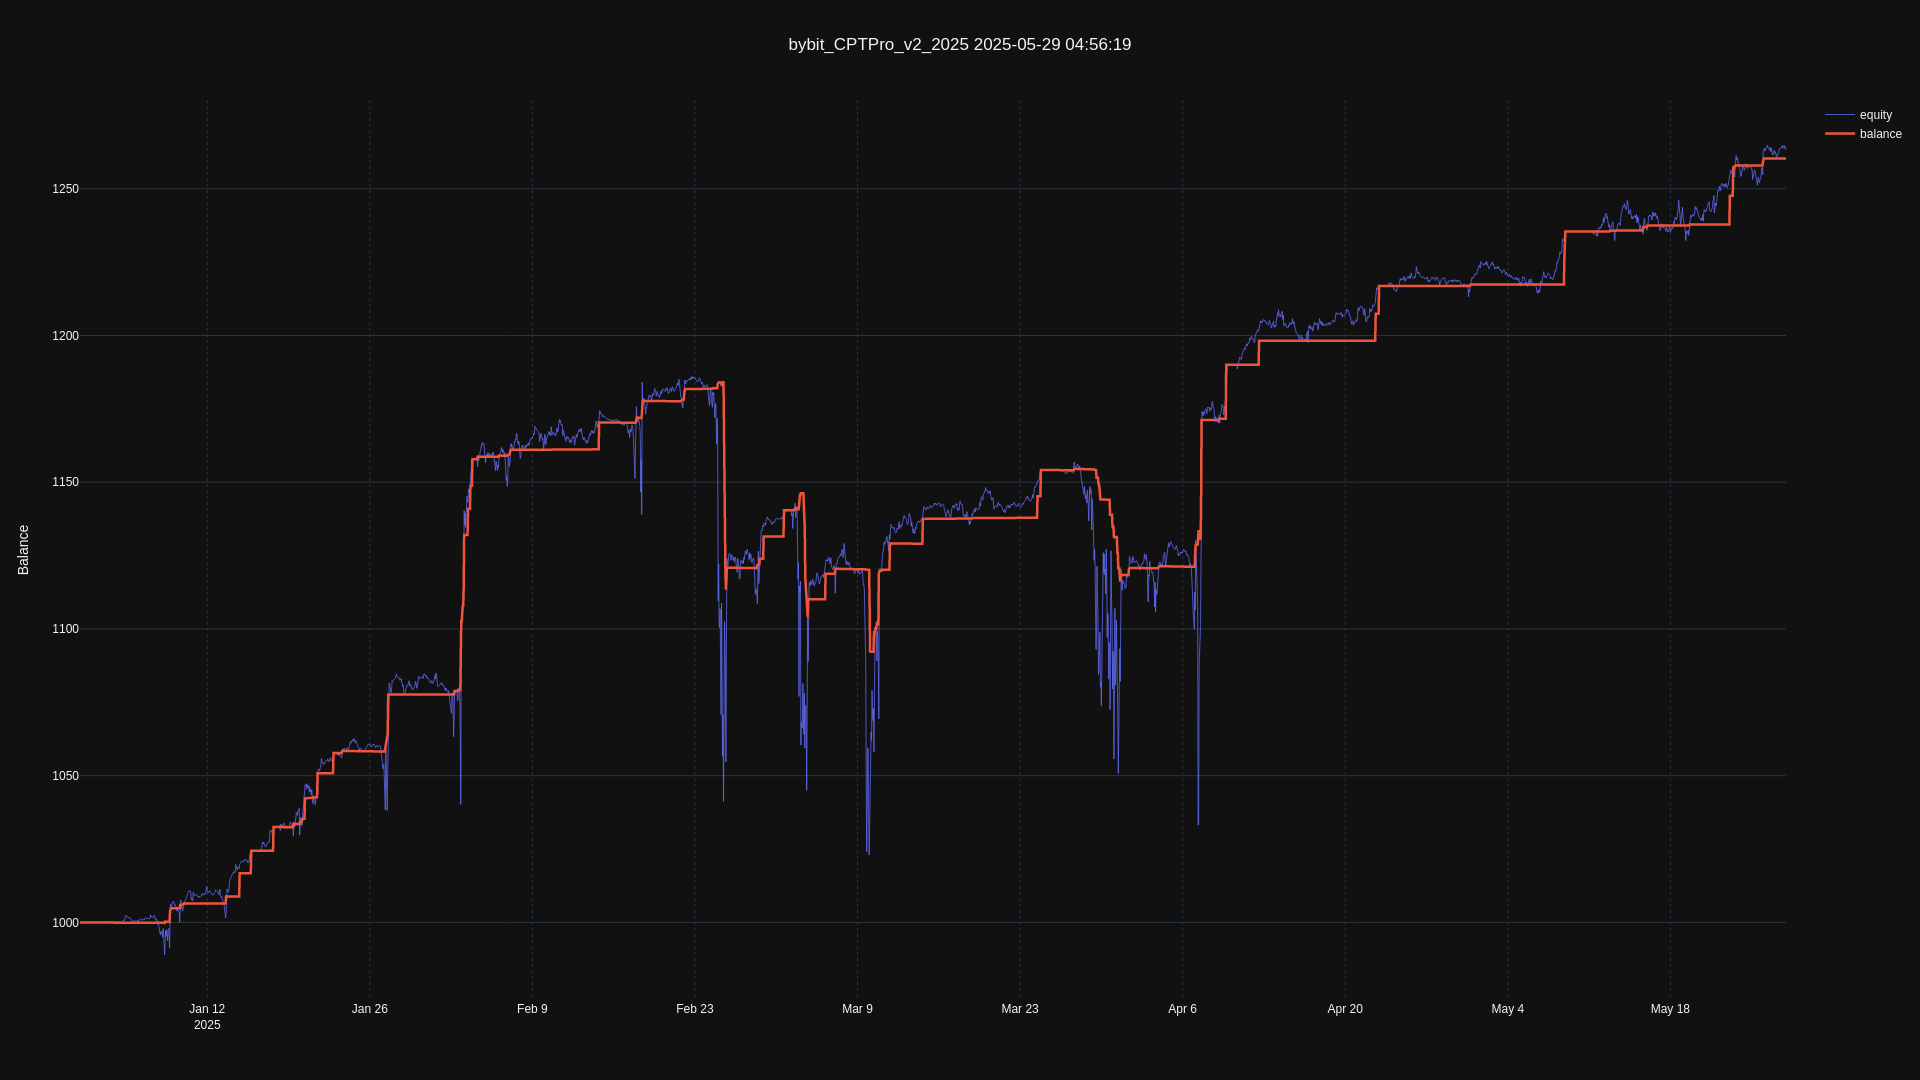 bybit_CPTPro_v2_2025 2025-05-29 04:56:19
equity
balance
Balance
1250
1200
1150
1100
1050
1000
Jan 12
2025
Jan 26
Feb 9
Feb 23
Mar 9
Mar 23
Apr 6
Apr 20
May 4
May 18